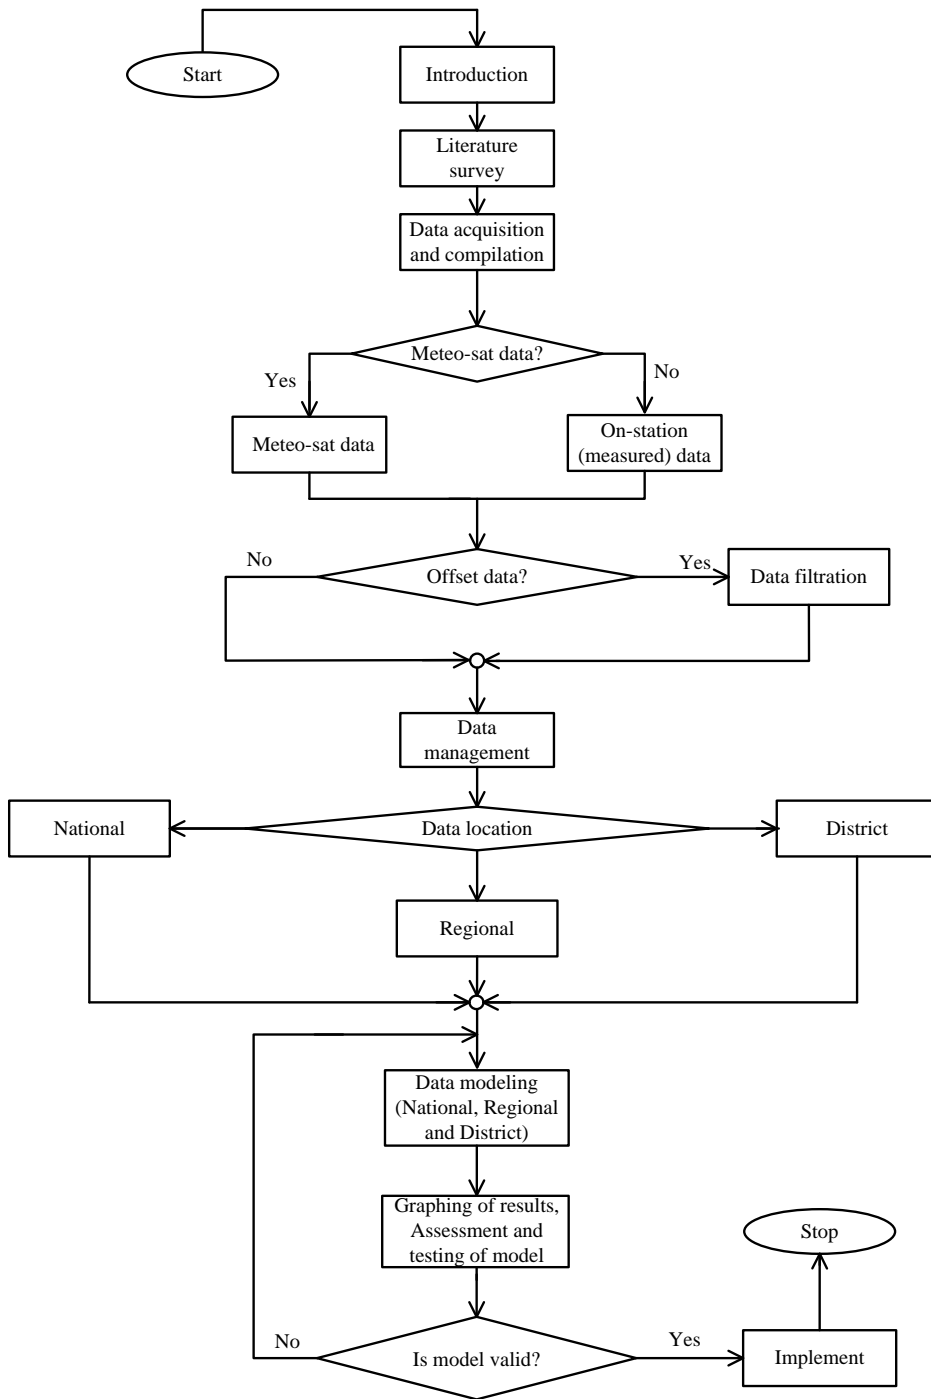 Start
Introduction
Literature
survey
Data acquisition
and compilation
Meteo-sat data?
Yes
No
Meteo-sat data
On-station
(measured) data
No
Offset data?
Yes
Data filtration
Data
management
National
Data location
District
Regional
Data modeling
(National, Regional
and District)
Graphing of results,
Assessment and
testing of model
Stop
No
Is model valid?
Yes
Implement